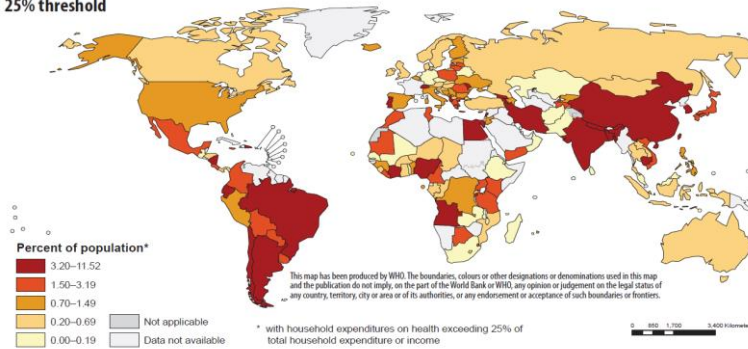 25% threshold
Percent of population*
3.20–11.52
1.50–3.19
0.70–1.49
0.20–0.69
0.00–0.19
Not applicable
Data not available
This map has been produced by WHO. The boundaries, colours or other designations or denominations used in this map
and the publication do not imply, on the part of the World Bank or WHO, any opinion or judgement on the legal status of
any country, territory, city or area or of its authorities, or any endorsement or acceptance of such boundaries or frontiers.
* with household expenditures on health exceeding 25% of
total household expenditure or income
0 850 1,700 3,400 Kilometers